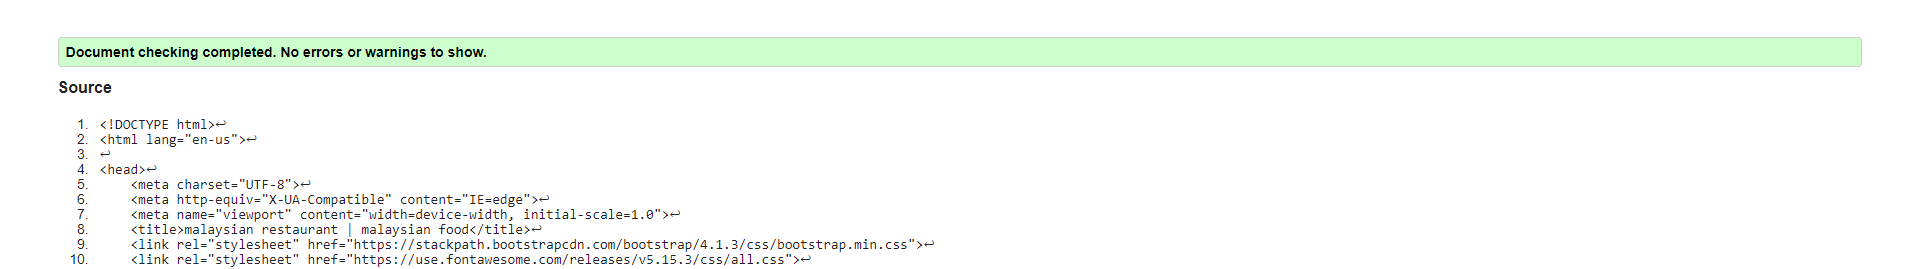 Document checking completed. No errors or warnings to show.
Source
1. <!DOCTYPE html>↩
2. <html lang="en-us">↩
3. ↩
4. <head>↩
5.     <meta charset="UTF-8">↩
6.     <meta http-equiv="X-UA-Compatible" content="IE=edge">↩
7.     <meta name="viewport" content="width=device-width, initial-scale=1.0">↩
8.     <title>malaysian restaurant | malaysian food</title>↩
9.     <link rel="stylesheet" href="https://stackpath.bootstrapcdn.com/bootstrap/4.1.3/css/bootstrap.min.css">↩
10.     <link rel="stylesheet" href="https://use.fontawesome.com/releases/v5.15.3/css/all.css">↩